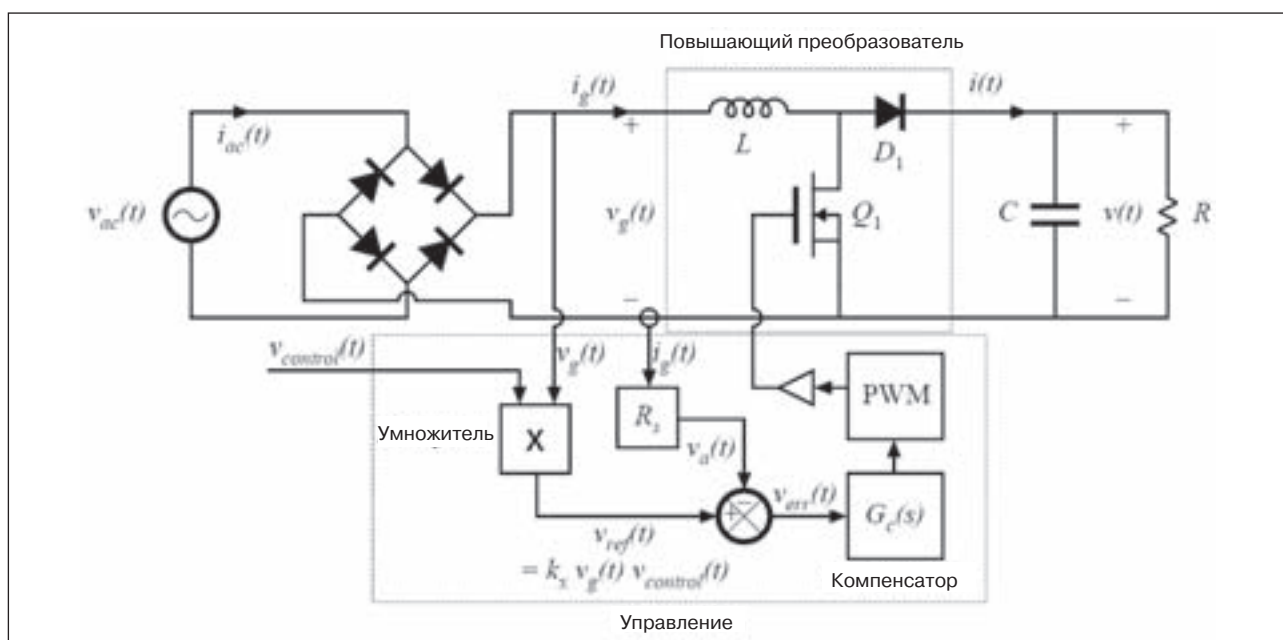 Повышающий преобразователь
i_g(t)
i(t)
i_ac(t)
+
+
L
D_1
v_ac(t)
v_g(t)
Q_1
C
v(t)
R
–
–
v_control(t)
v_g(t)
i_g(t)
PWM
Умножитель
X
R_s
v_a(t)
+
–
v_err(t)
G_c(s)
v_ref(t)
= k_x v_g(t) v_control(t)
Компенсатор
Управление